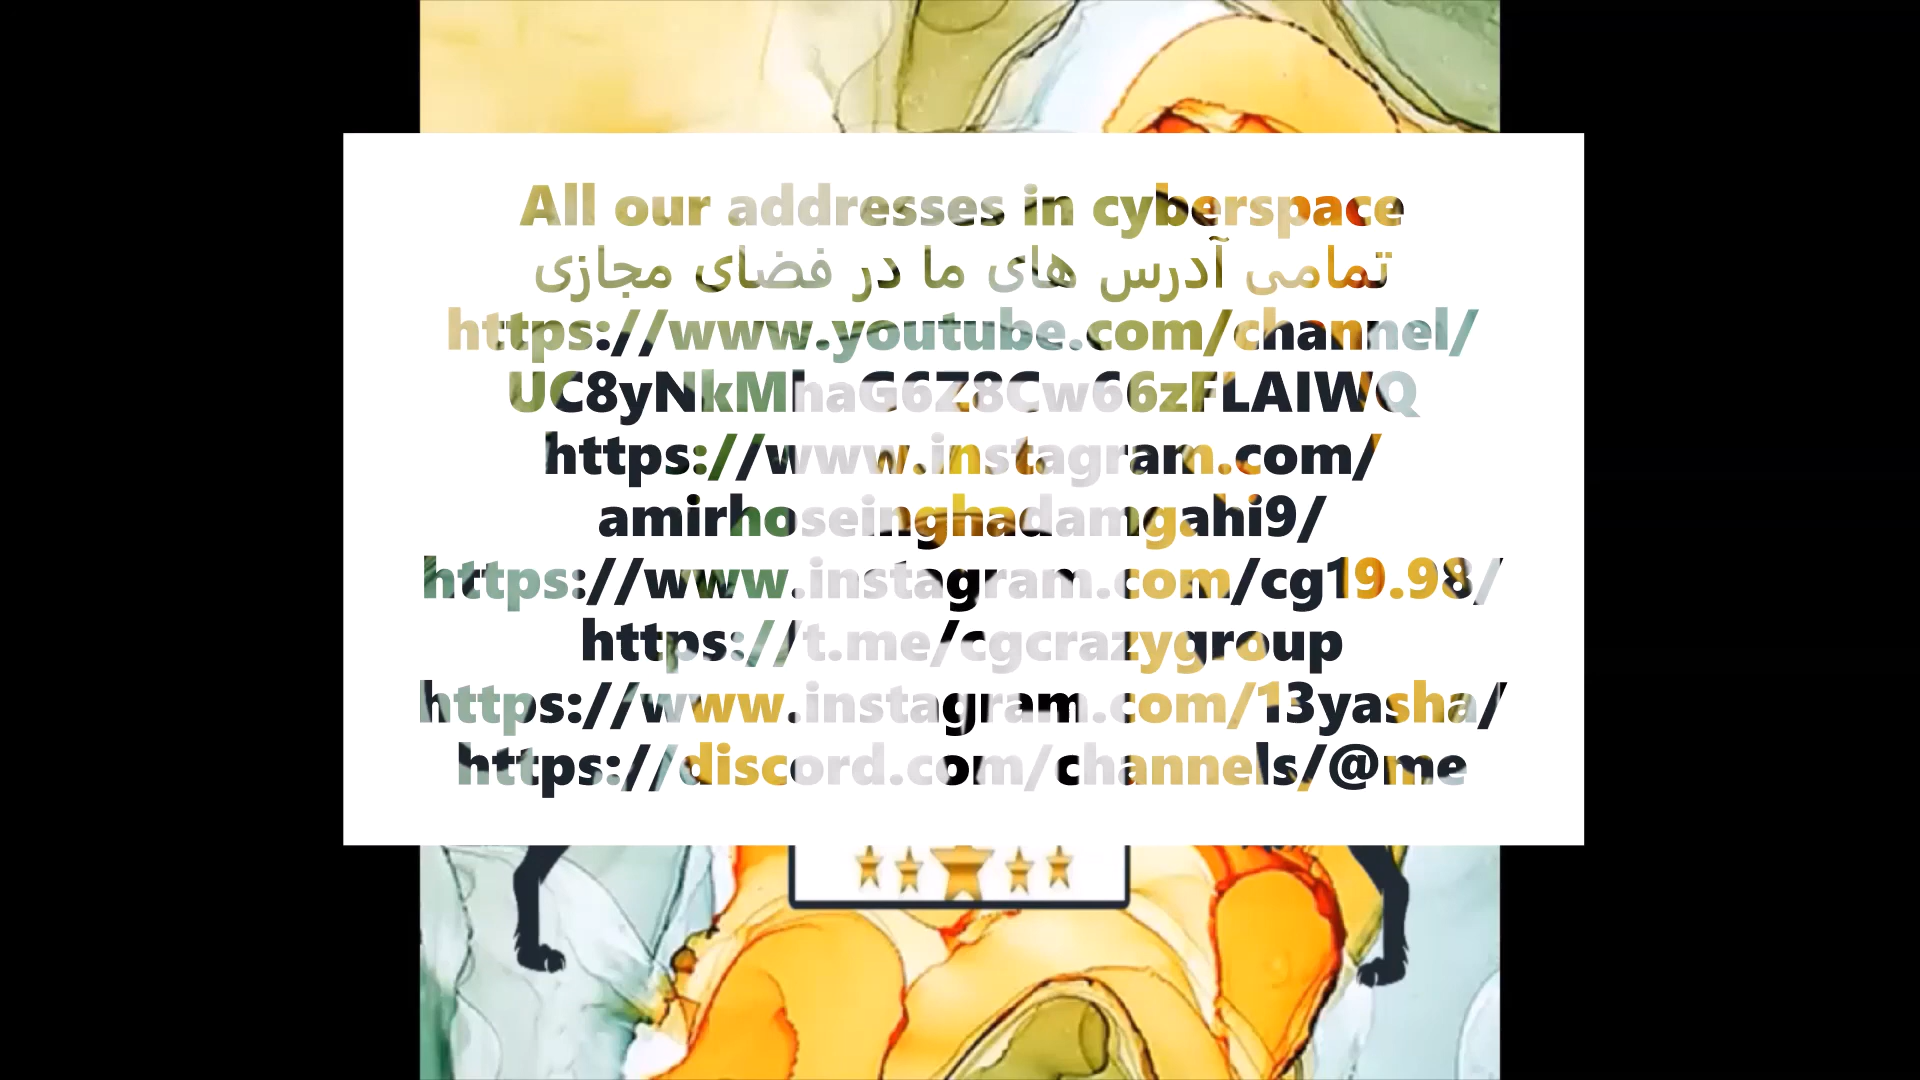 All our addresses in cyberspace
تمامی آدرس های ما در فضای مجازی
https://www.youtube.com/channel/
UC8yNkMhaG6Z8Cw66zFLAIWQ
https://www.instagram.com/
amirhoseinghadamgahi9/
https://www.instagram.com/cg19.98/
https://t.me/cgcrazygroup
https://www.instagram.com/13yasha/
https://discord.com/channels/@me